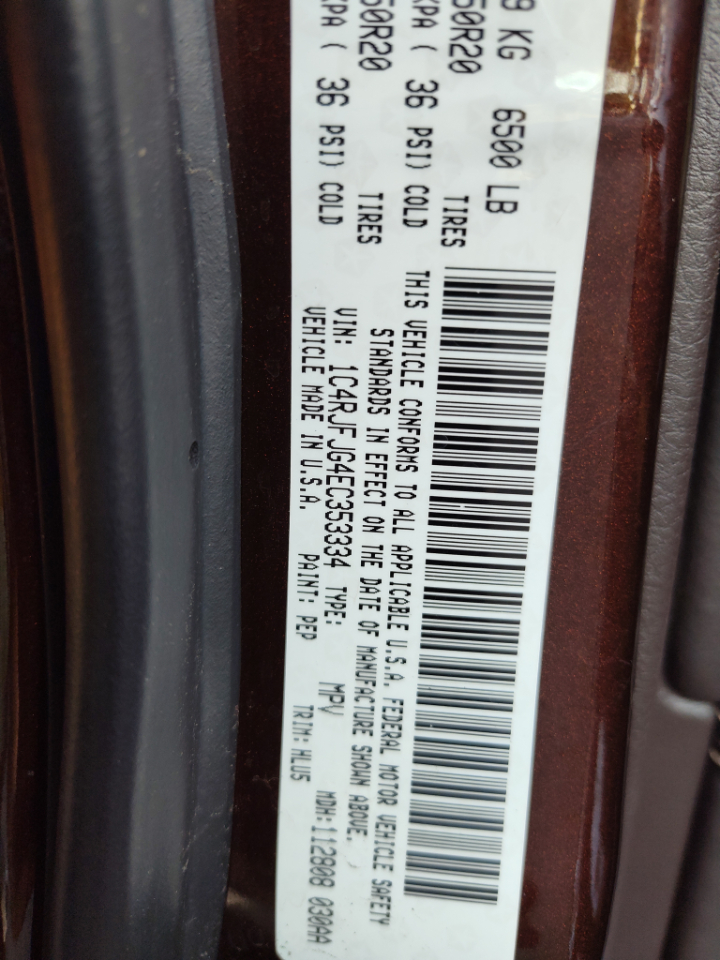 9 KG 6500 LB
50R20 TIRES
KPA ( 36 PSI) COLD
50R20 TIRES
KPA ( 36 PSI) COLD
THIS VEHICLE CONFORMS TO ALL APPLICABLE U.S.A. FEDERAL MOTOR VEHICLE SAFETY
STANDARDS IN EFFECT ON THE DATE OF MANUFACTURE SHOWN ABOVE.
VIN: 1C4RJFJG4EC353334 TYPE: MPV MDH:112808 030AA
VEHICLE MADE IN U.S.A. PAINT: PEP TRIM: HLU5